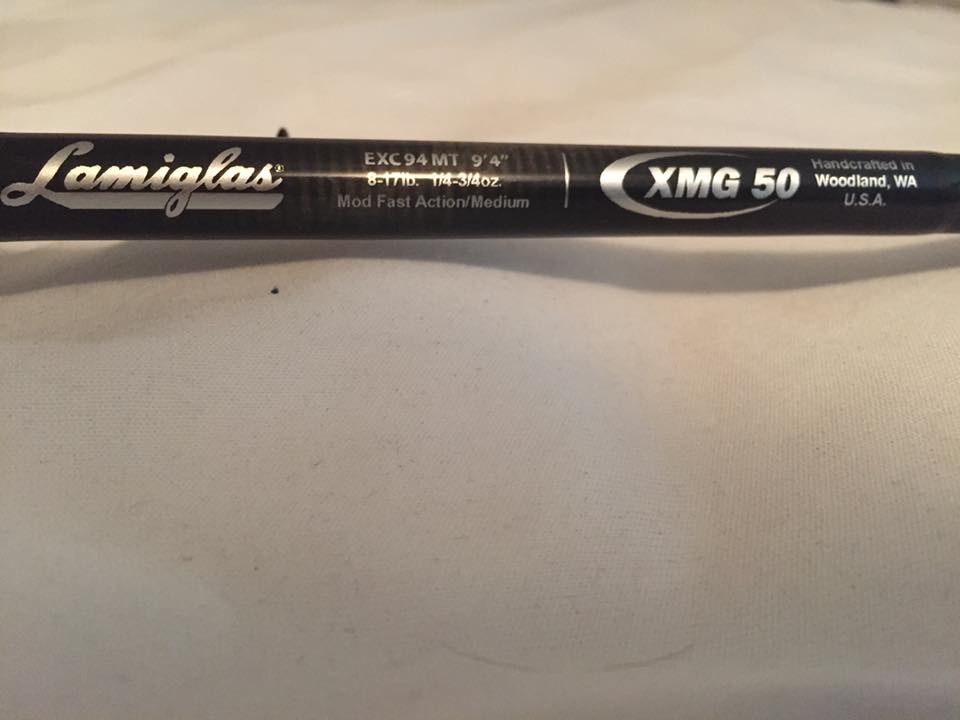 Lamiglas®
EXC94MT 9'4"
8-17lb. 1/4-3/4oz.
Mod Fast Action/Medium
XMG 50
Handcrafted in
Woodland, WA
U.S.A.